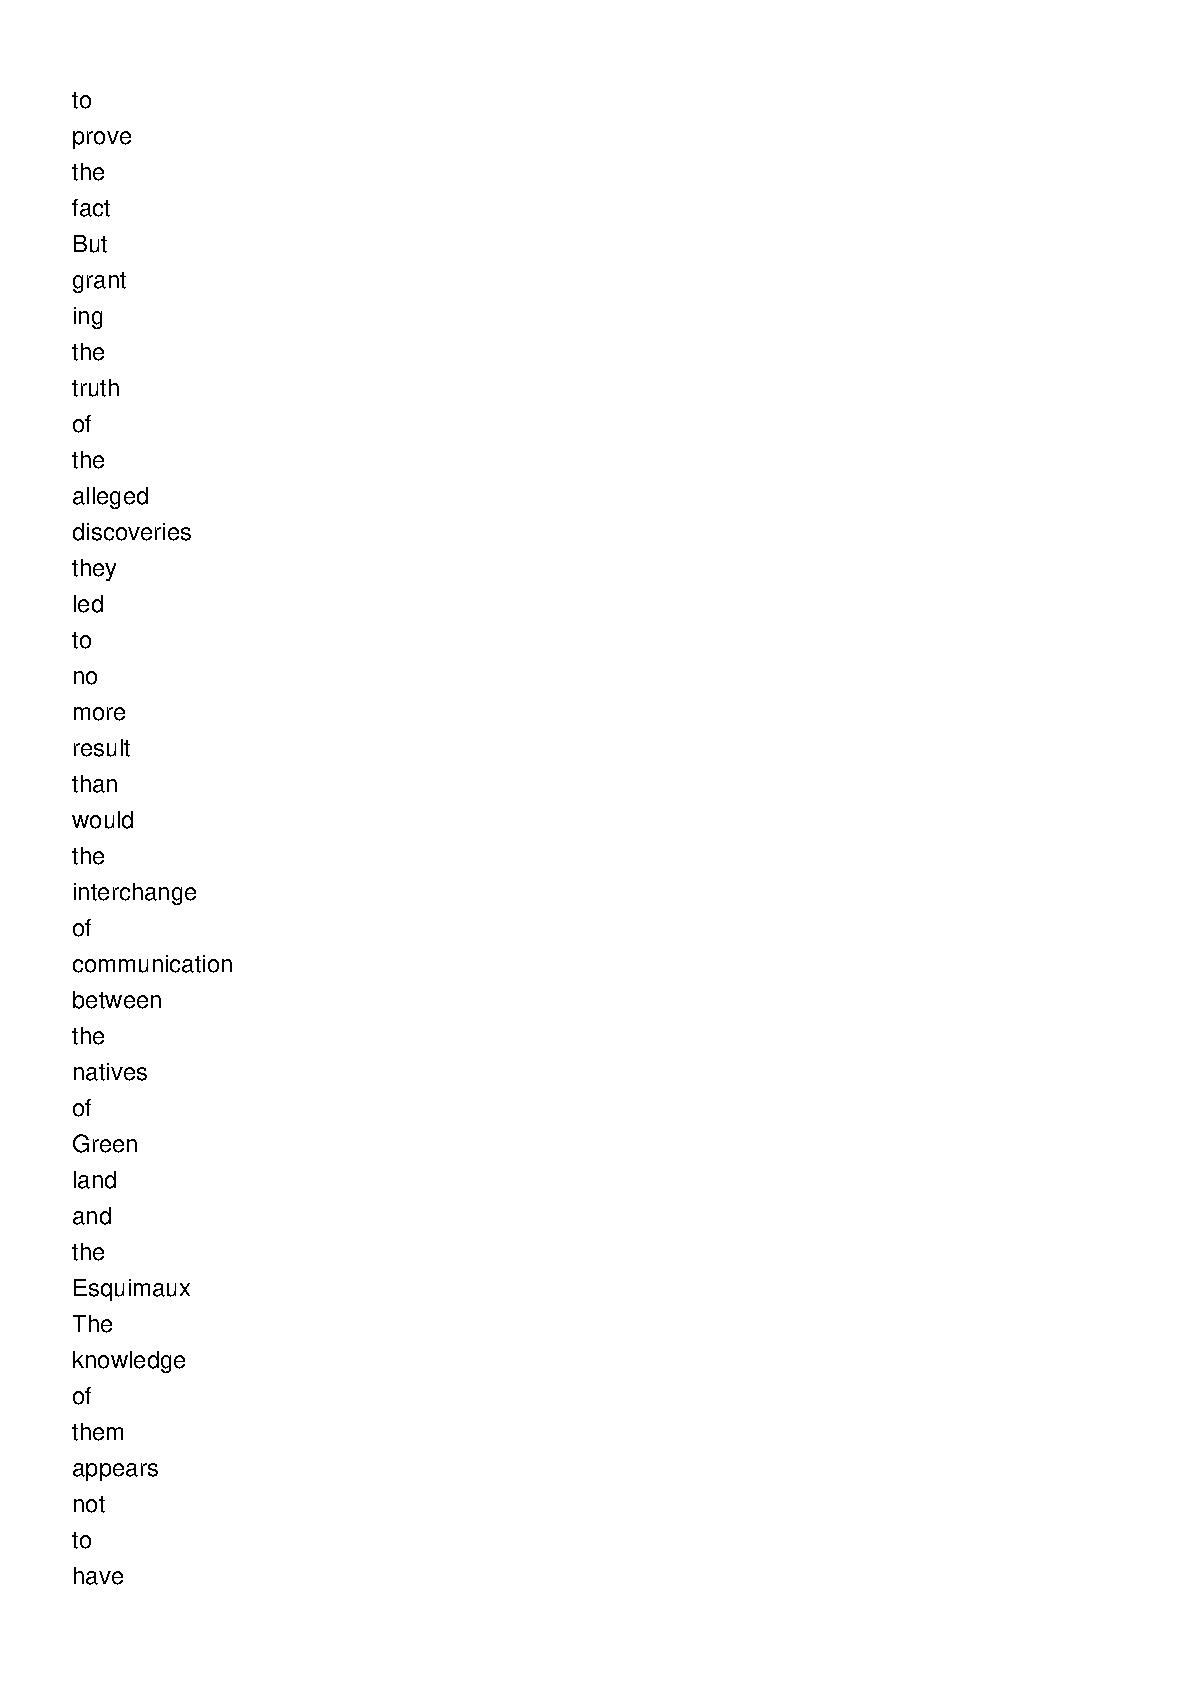 to
prove
the
fact
But
grant
ing
the
truth
of
the
alleged
discoveries
they
led
to
no
more
result
than
would
the
interchange
of
communication
between
the
natives
of
Green
land
and
the
Esquimaux
The
knowledge
of
them
appears
not
to
have